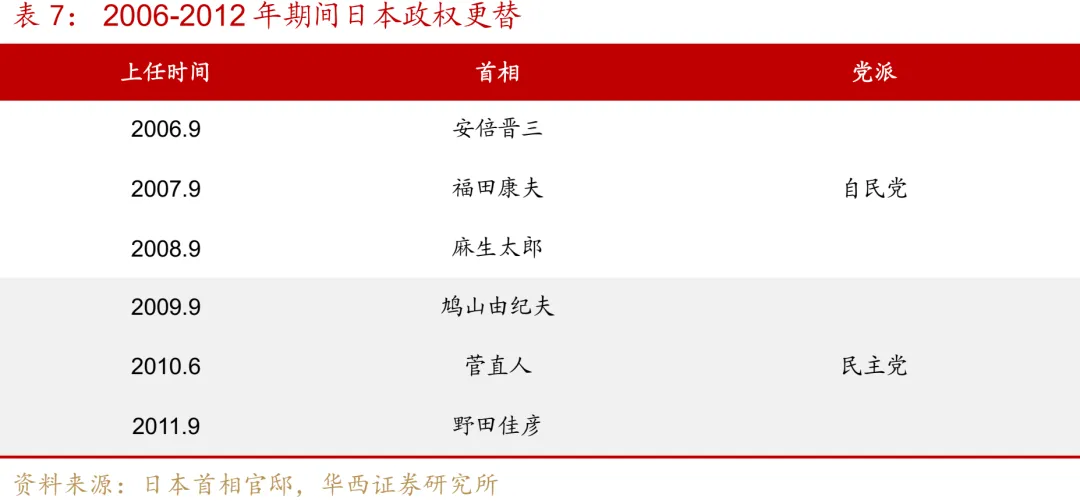 表 7： 2006-2012 年期间日本政权更替
上任时间 首相 党派
2006.9 安倍晋三
2007.9 福田康夫 自民党
2008.9 麻生太郎
2009.9 鸠山由纪夫
2010.6 菅直人 民主党
2011.9 野田佳彦
资料来源：日本首相官邸，华西证券研究所